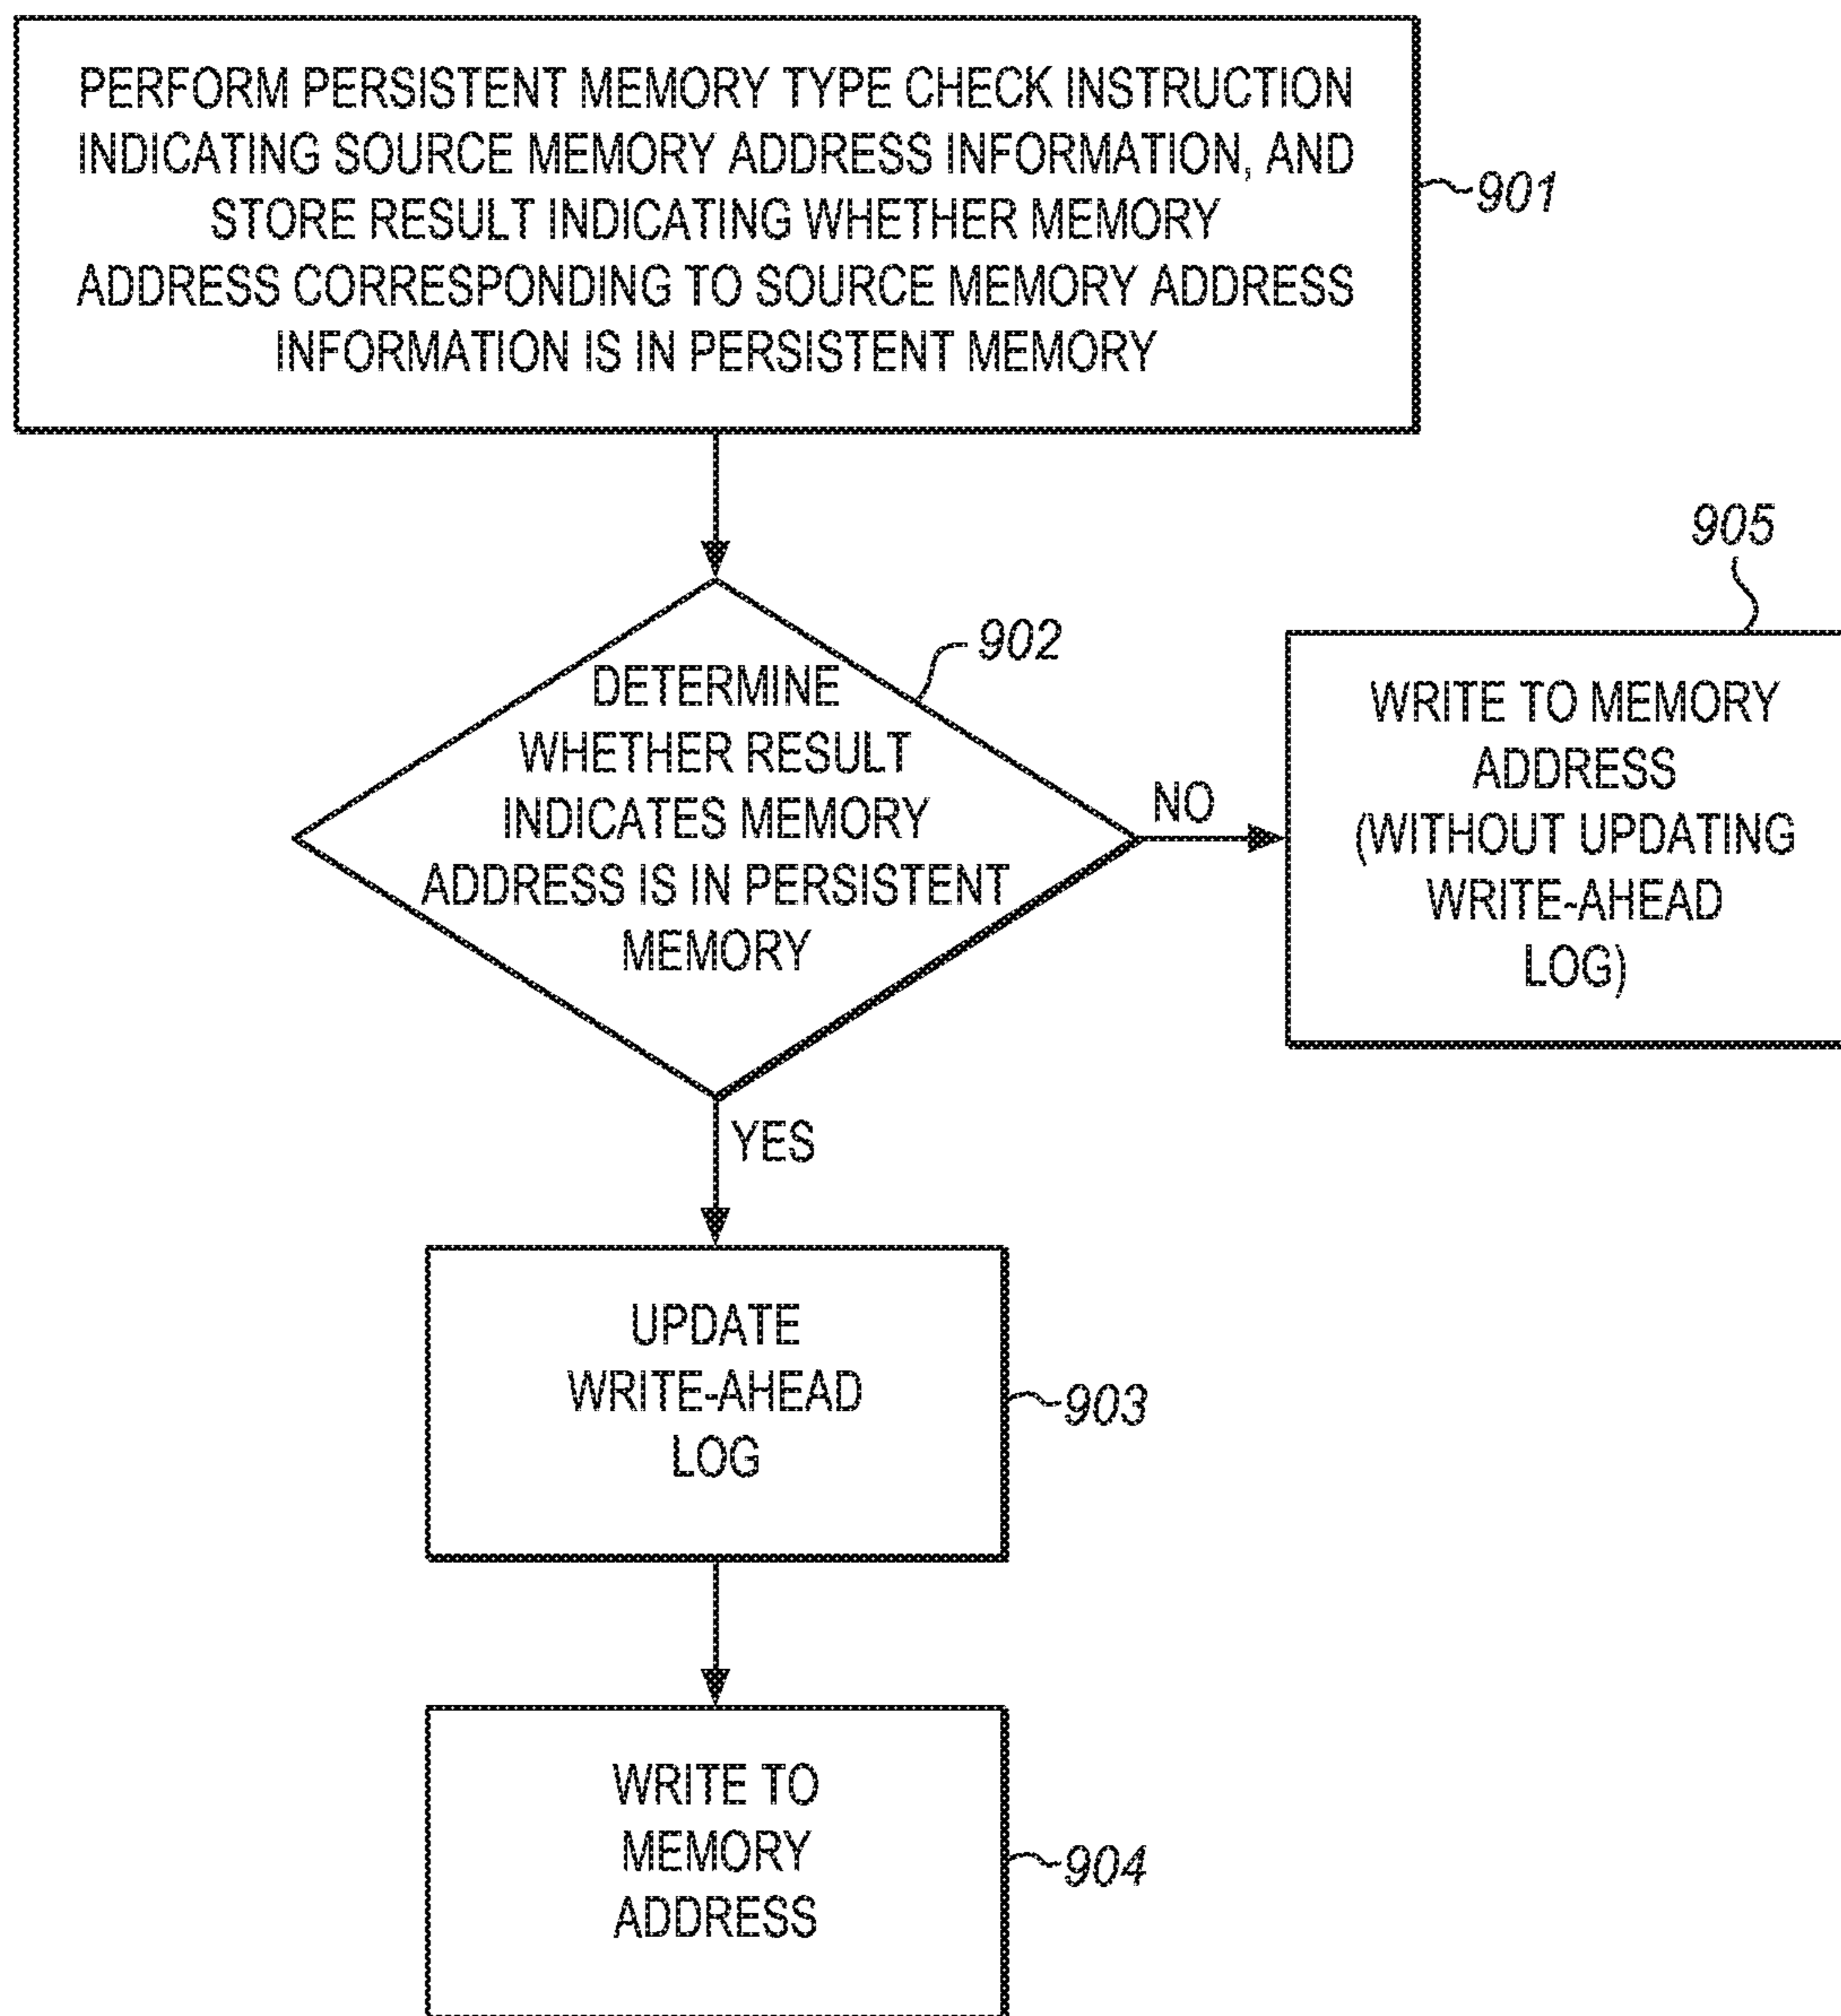 PERFORM PERSISTENT MEMORY TYPE CHECK INSTRUCTION
INDICATING SOURCE MEMORY ADDRESS INFORMATION, AND
STORE RESULT INDICATING WHETHER MEMORY
ADDRESS CORRESPONDING TO SOURCE MEMORY ADDRESS
INFORMATION IS IN PERSISTENT MEMORY
901
902
DETERMINE
WHETHER RESULT
INDICATES MEMORY
ADDRESS IS IN PERSISTENT
MEMORY
NO
905
WRITE TO MEMORY
ADDRESS
(WITHOUT UPDATING
WRITE-AHEAD
LOG)
YES
UPDATE
WRITE-AHEAD
LOG
903
WRITE TO
MEMORY
ADDRESS
904